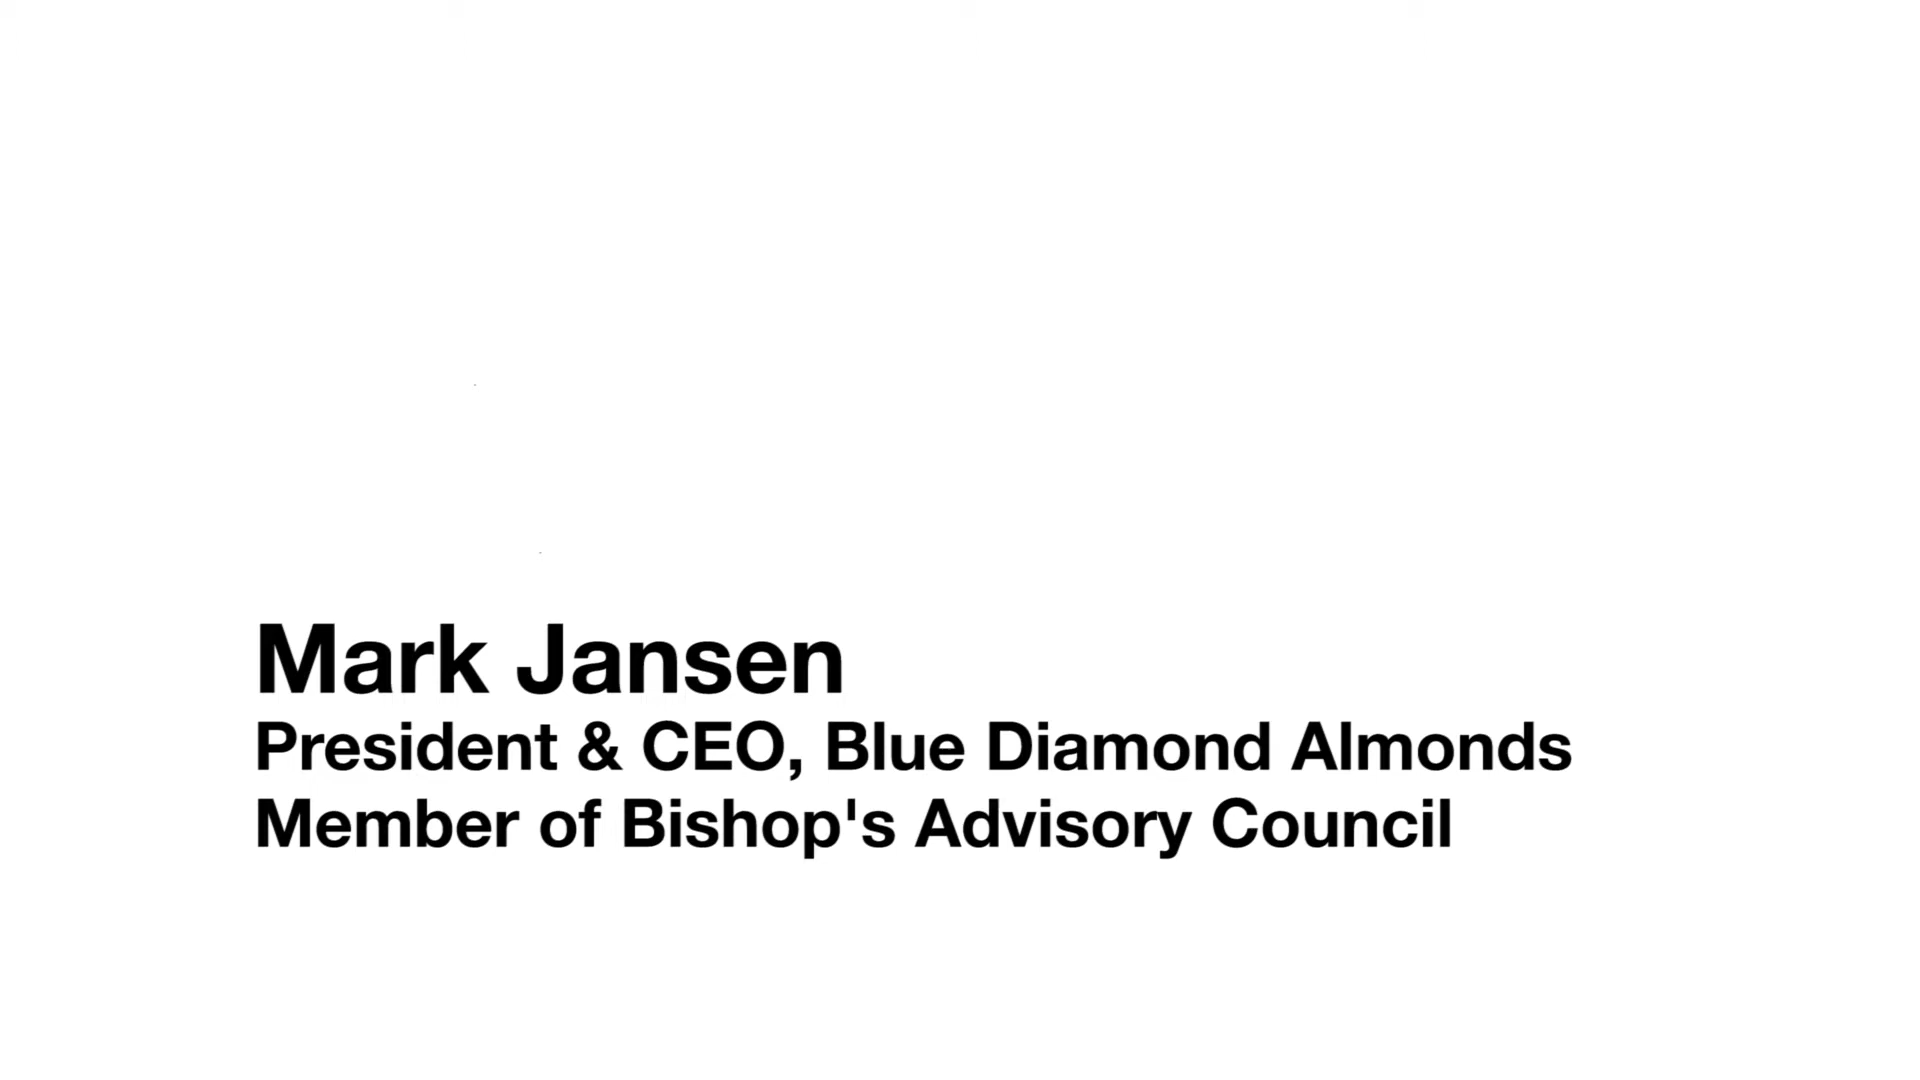 Mark Jansen
President & CEO, Blue Diamond Almonds
Member of Bishop's Advisory Council